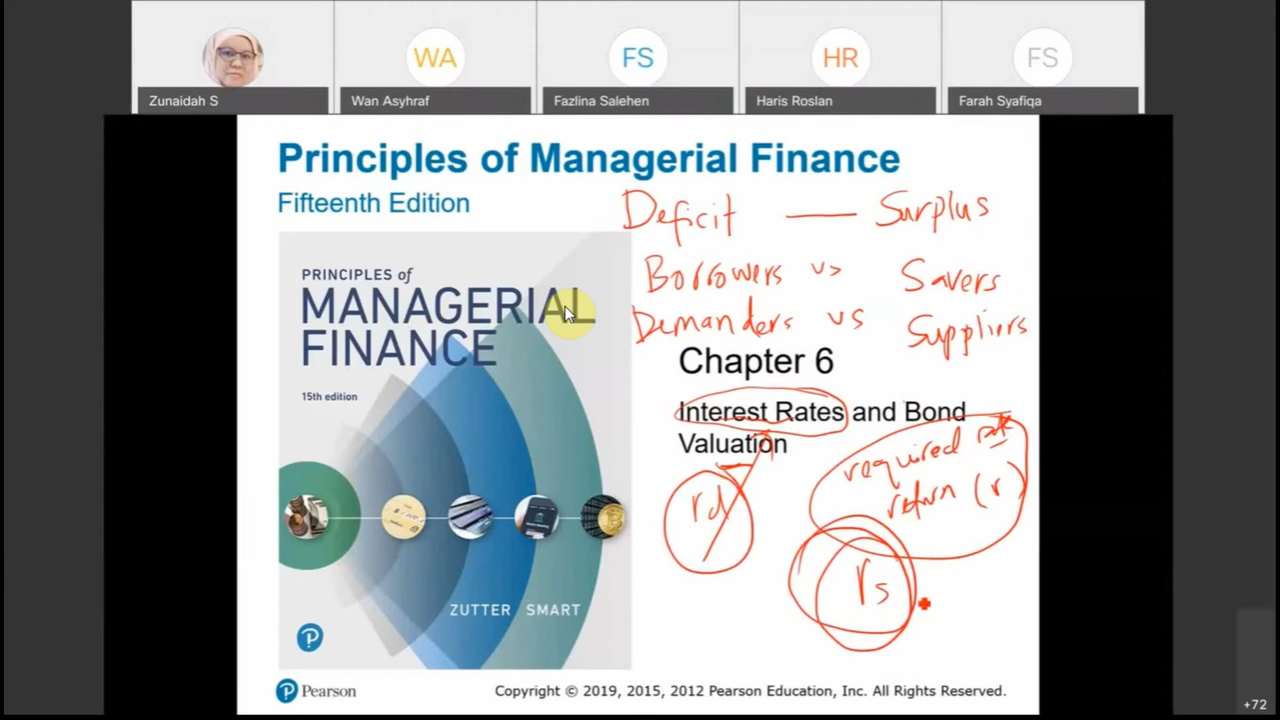 WA
FS
HR
FS
Zunaidah S
Wan Asyhraf
Fazlina Salehen
Haris Roslan
Farah Syafiqa
Principles of Managerial Finance
Fifteenth Edition
Deficit — Surplus
Borrowers vs Savers
Demanders vs Suppliers
PRINCIPLES of
MANAGERIAL
FINANCE
15th edition
ZUTTER SMART
Chapter 6
Interest Rates and Bond
Valuation
required rate
return (r)
rd
rs
P
P Pearson
Copyright © 2019, 2015, 2012 Pearson Education, Inc. All Rights Reserved.
+72